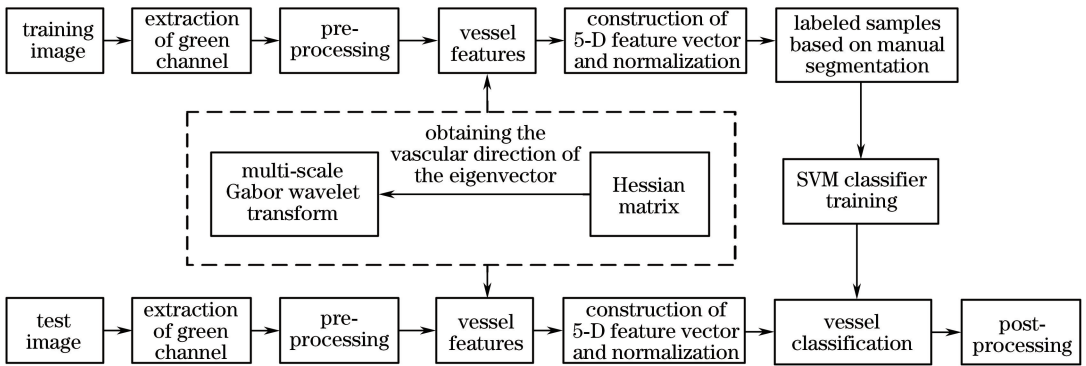 training
image
extraction
of green
channel
pre-
processing
vessel
features
construction of
5-D feature vector
and normalization
labeled samples
based on manual
segmentation
obtaining the
vascular direction of
the eigenvector
multi-scale
Gabor wavelet
transform
Hessian
matrix
SVM classifier
training
test
image
extraction
of green
channel
pre-
processing
vessel
features
construction of
5-D feature vector
and normalization
vessel
classification
post-
processing